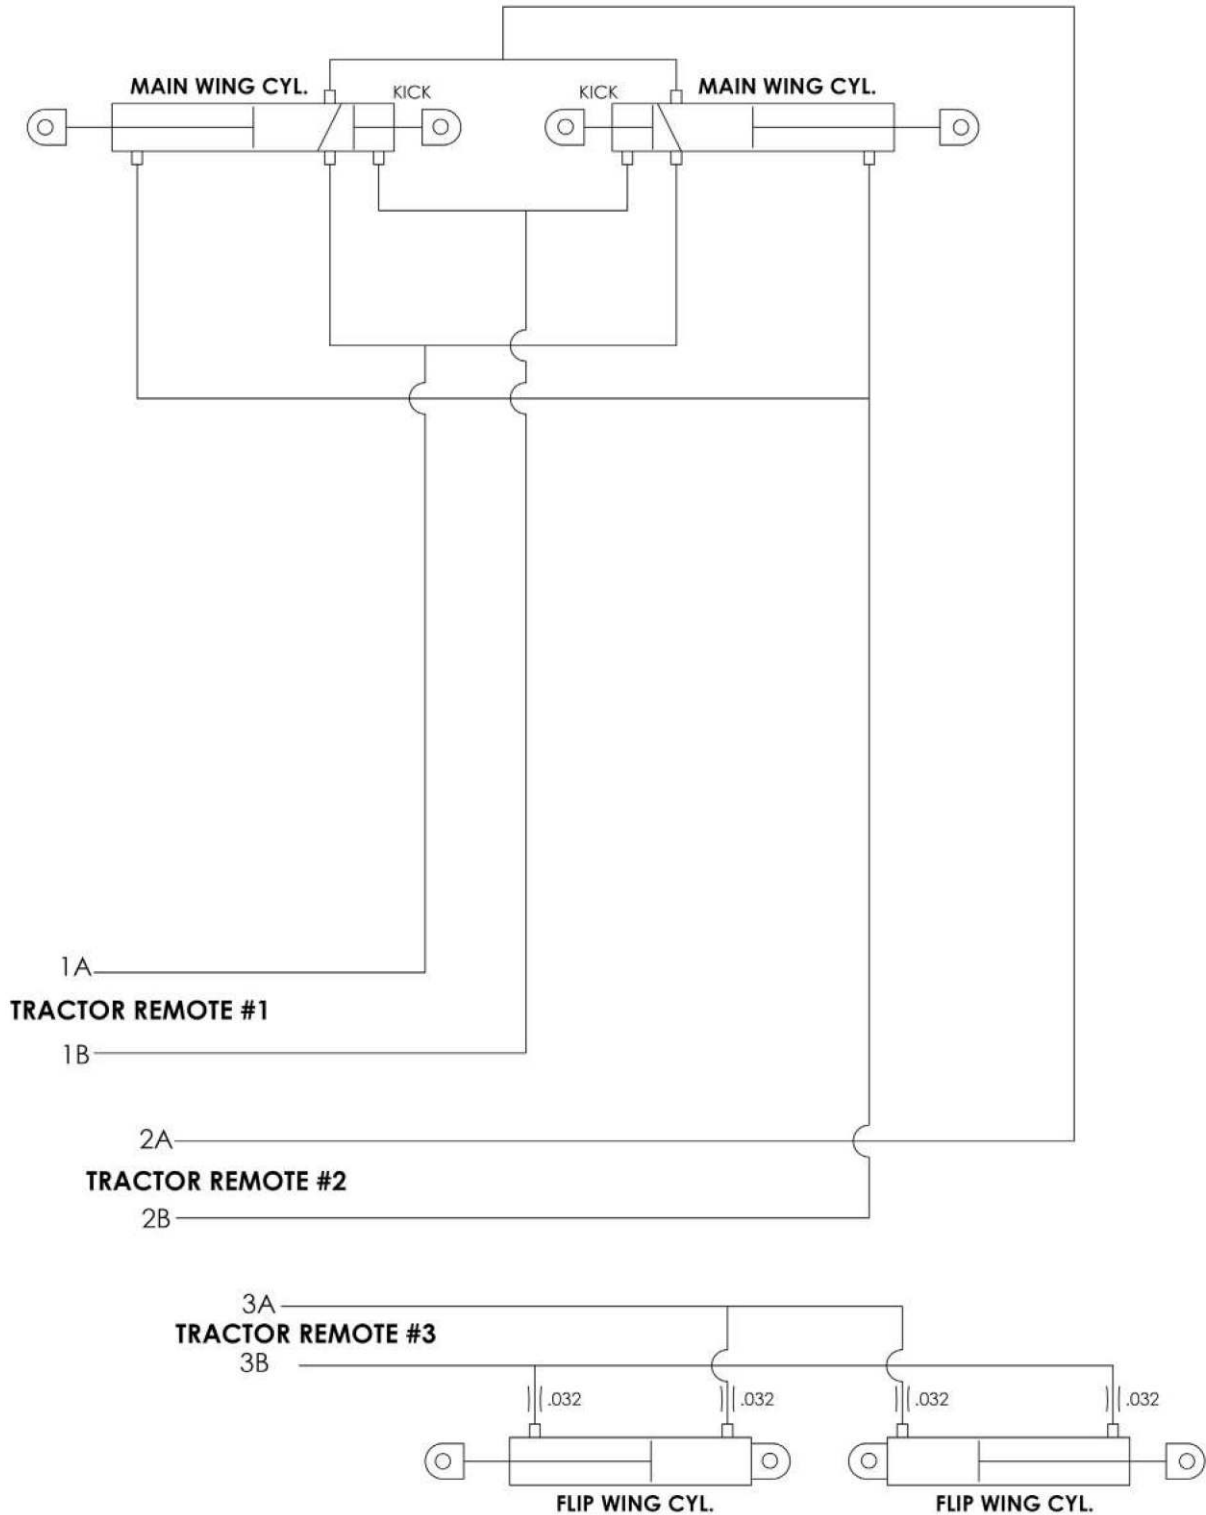 MAIN WING CYL.
KICK
KICK
MAIN WING CYL.
1A
TRACTOR REMOTE #1
1B
2A
TRACTOR REMOTE #2
2B
3A
TRACTOR REMOTE #3
3B
.032
.032
.032
.032
FLIP WING CYL.
FLIP WING CYL.